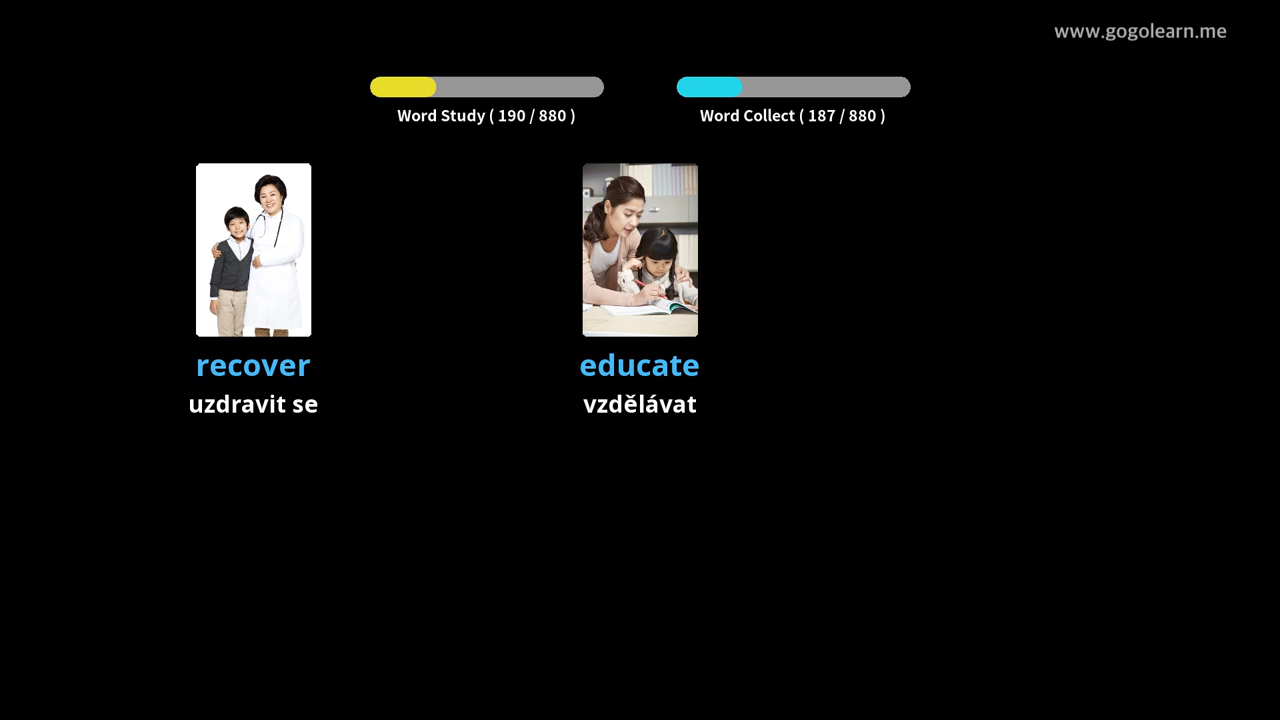 www.gogolearn.me
Word Study ( 190 / 880 )
Word Collect ( 187 / 880 )
recover
uzdravit se
educate
vzdělávat